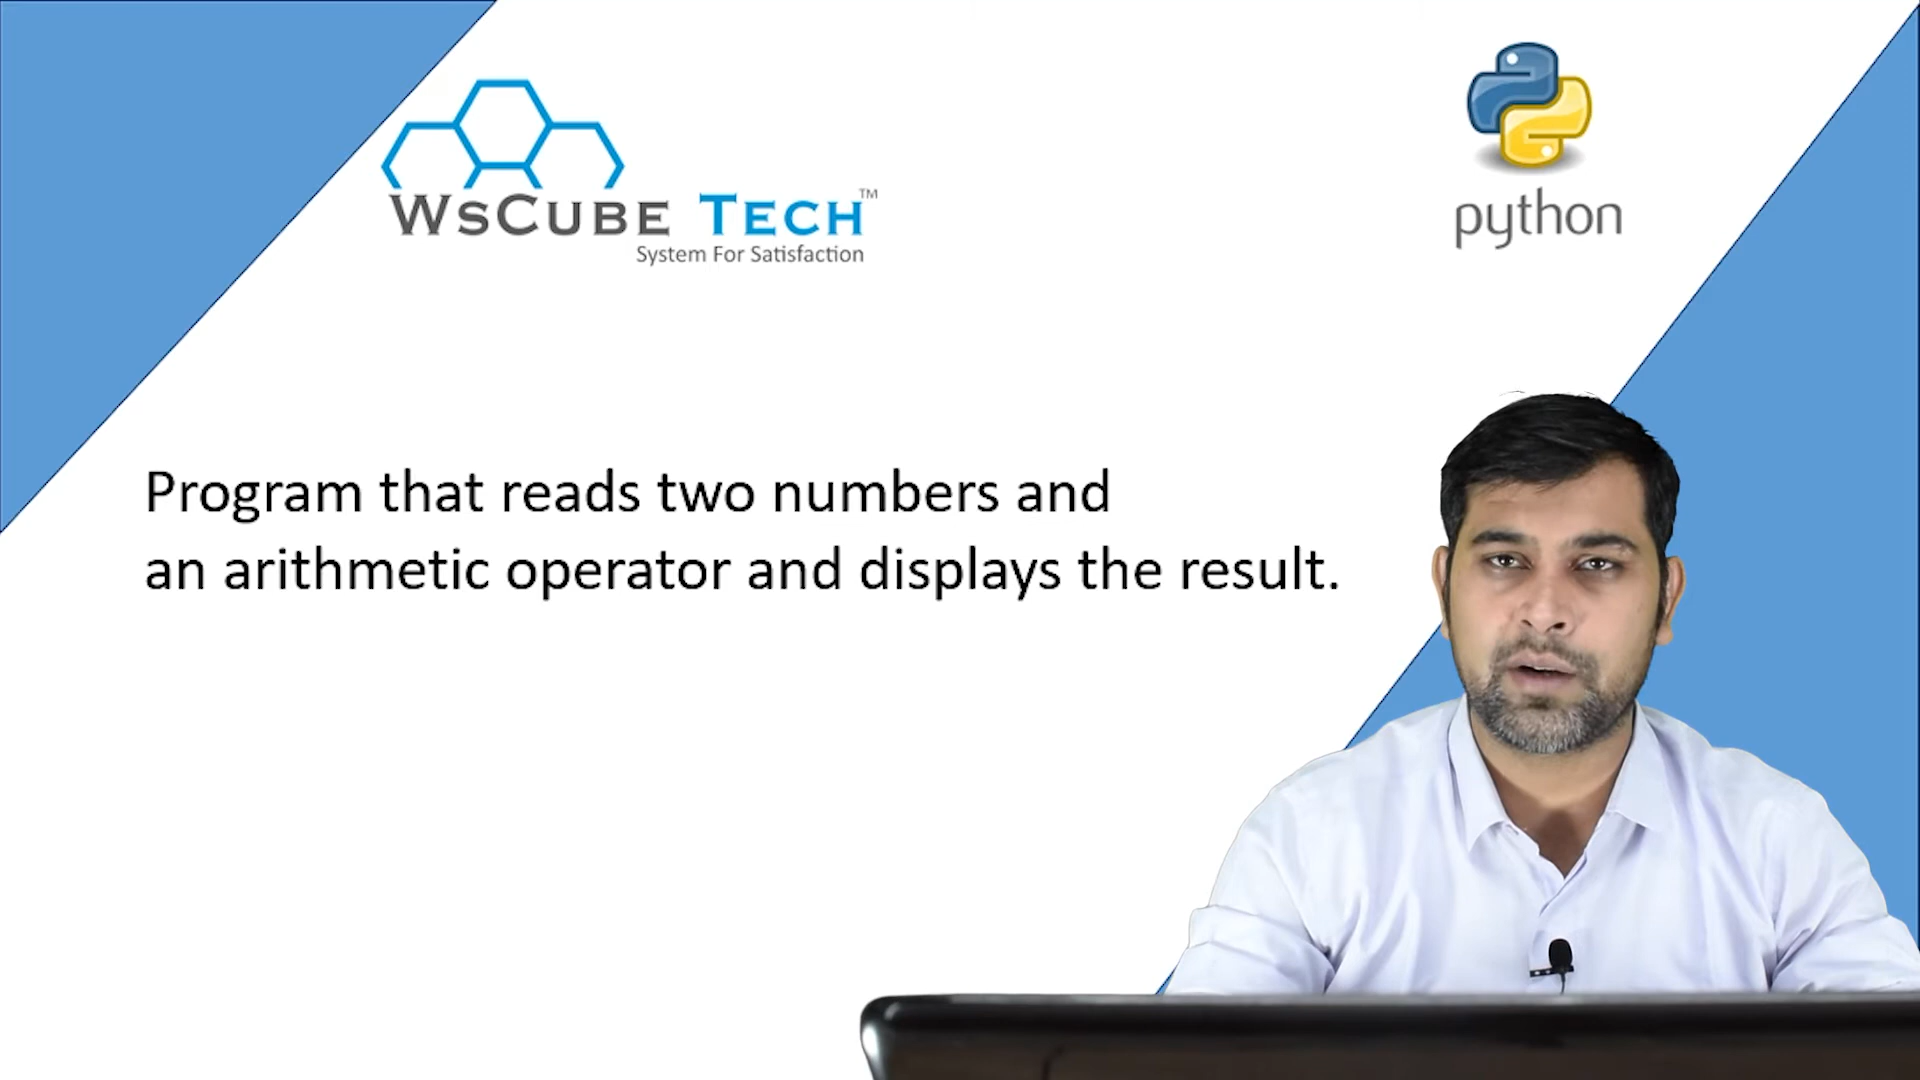 WsCube Tech™
System For Satisfaction
python
Program that reads two numbers and
an arithmetic operator and displays the result.